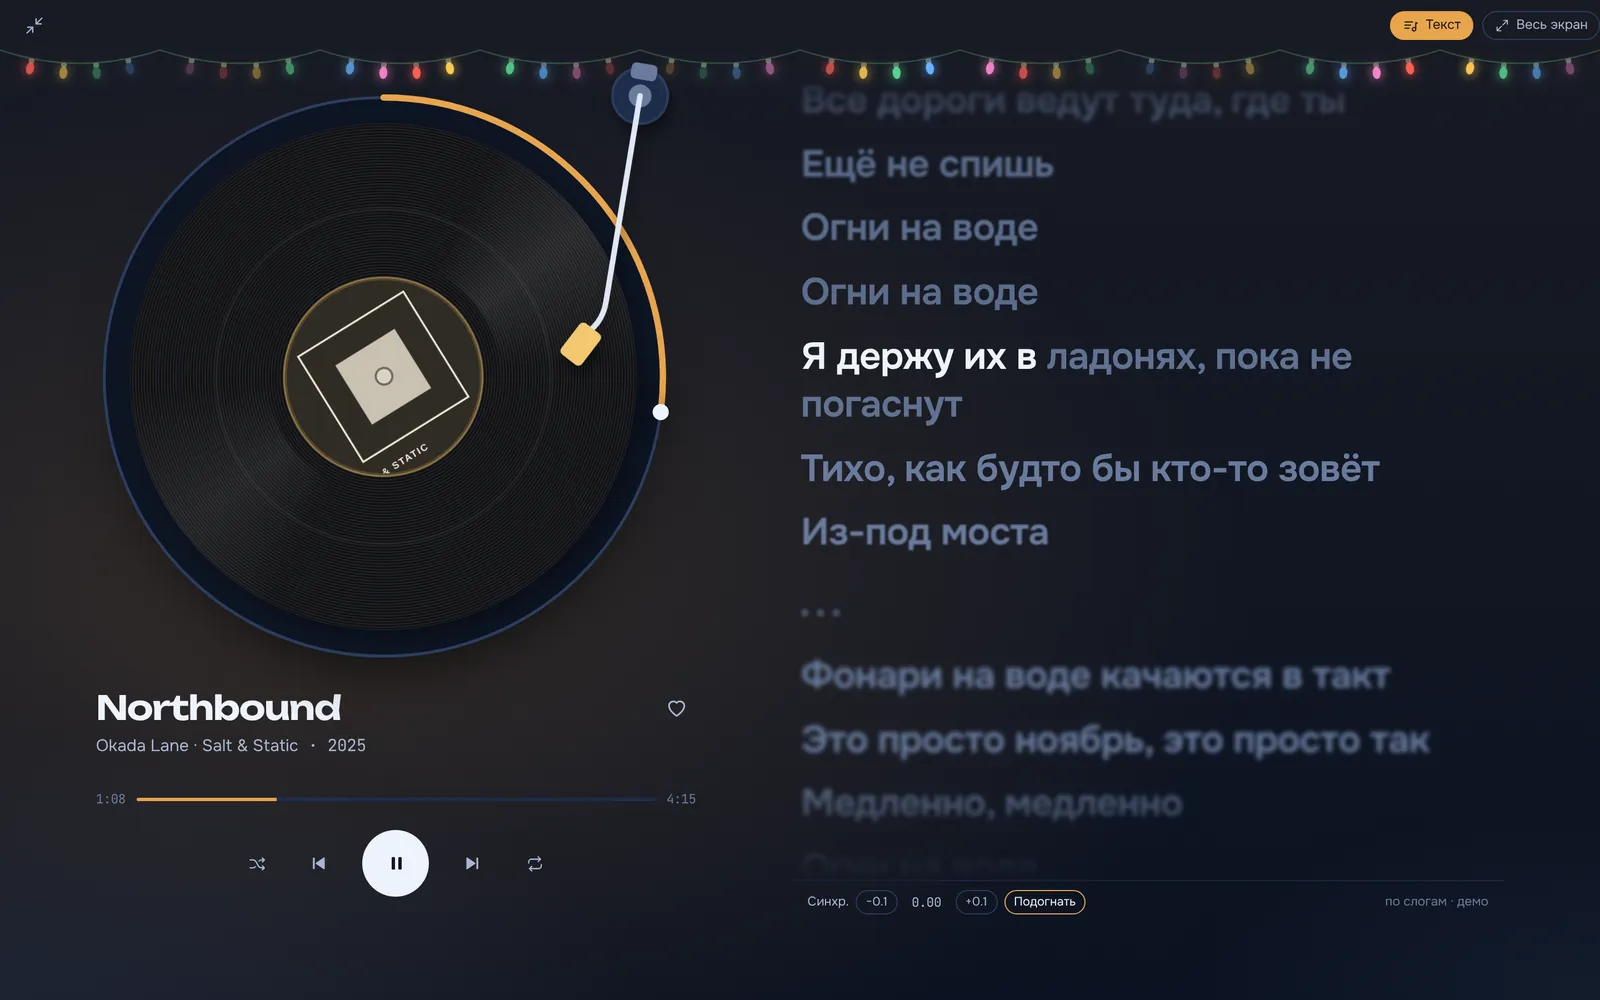 Текст
Весь экран
Все дороги ведут туда, где ты
Ещё не спишь
Огни на воде
Огни на воде
Я держу их в ладонях, пока не
погаснут
Тихо, как будто бы кто-то зовёт
Из-под моста
...
Фонари на воде качаются в такт
Это просто ноябрь, это просто так
Медленно, медленно
Огни на воде
& STATIC
Northbound
Okada Lane · Salt & Static • 2025
1:08
4:15
Синхр. −0.1 0.00 +0.1 Подогнать
по слогам · демо